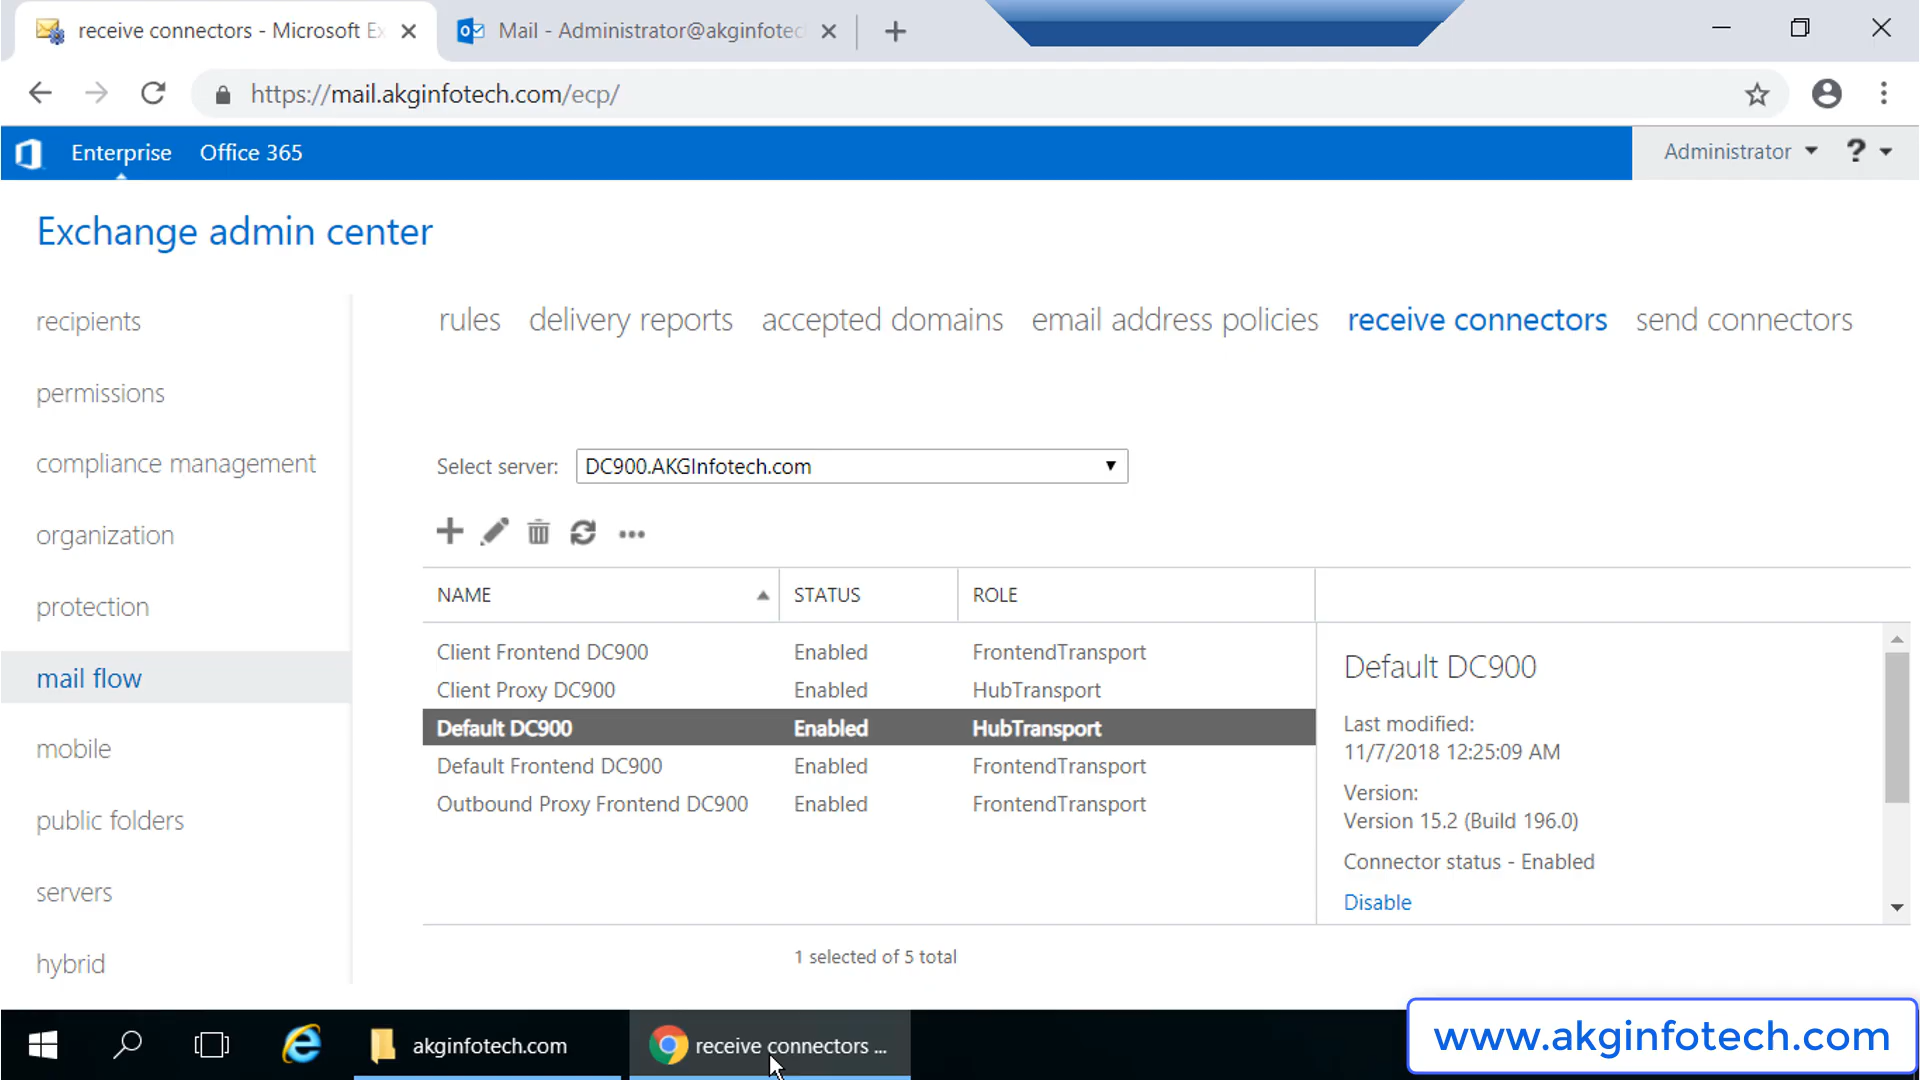 receive connectors - Microsoft Ex
Mail - Administrator@akginfotec
https://mail.akginfotech.com/ecp/
Enterprise
Office 365
Administrator
?
Exchange admin center
recipients
permissions
compliance management
organization
protection
mail flow
mobile
public folders
servers
hybrid
rules
delivery reports
accepted domains
email address policies
receive connectors
send connectors
Select server:
DC900.AKGInfotech.com
NAME STATUS ROLE
Client Frontend DC900 Enabled FrontendTransport
Client Proxy DC900 Enabled HubTransport
Default DC900 Enabled HubTransport
Default Frontend DC900 Enabled FrontendTransport
Outbound Proxy Frontend DC900 Enabled FrontendTransport
Default DC900
Last modified:
11/7/2018 12:25:09 AM
Version:
Version 15.2 (Build 196.0)
Connector status - Enabled
Disable
1 selected of 5 total
akginfotech.com
receive connectors ...
www.akginfotech.com